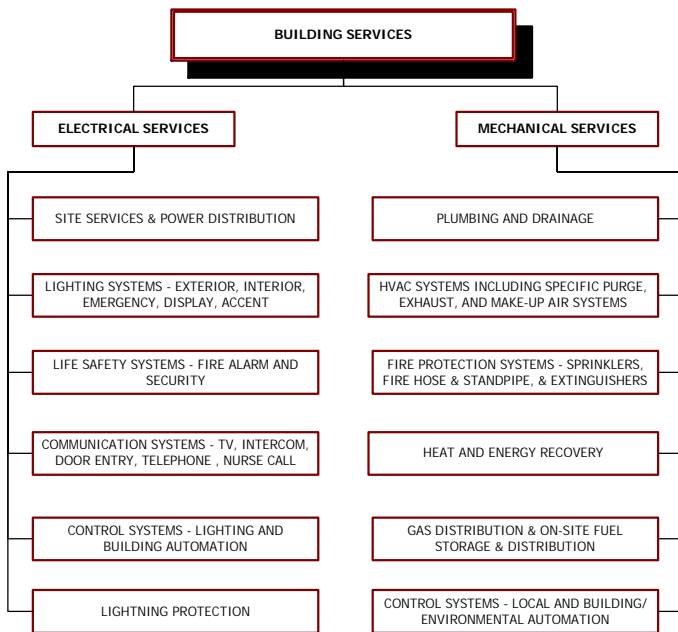 BUILDING SERVICES
ELECTRICAL SERVICES
MECHANICAL SERVICES
SITE SERVICES & POWER DISTRIBUTION
PLUMBING AND DRAINAGE
LIGHTING SYSTEMS - EXTERIOR, INTERIOR,
EMERGENCY, DISPLAY, ACCENT
HVAC SYSTEMS INCLUDING SPECIFIC PURGE,
EXHAUST, AND MAKE-UP AIR SYSTEMS
LIFE SAFETY SYSTEMS - FIRE ALARM AND
SECURITY
FIRE PROTECTION SYSTEMS - SPRINKLERS,
FIRE HOSE & STANDPIPE, & EXTINGUISHERS
COMMUNICATION SYSTEMS - TV, INTERCOM,
DOOR ENTRY, TELEPHONE , NURSE CALL
HEAT AND ENERGY RECOVERY
CONTROL SYSTEMS - LIGHTING AND
BUILDING AUTOMATION
GAS DISTRIBUTION & ON-SITE FUEL
STORAGE & DISTRIBUTION
LIGHTNING PROTECTION
CONTROL SYSTEMS - LOCAL AND BUILDING/
ENVIRONMENTAL AUTOMATION